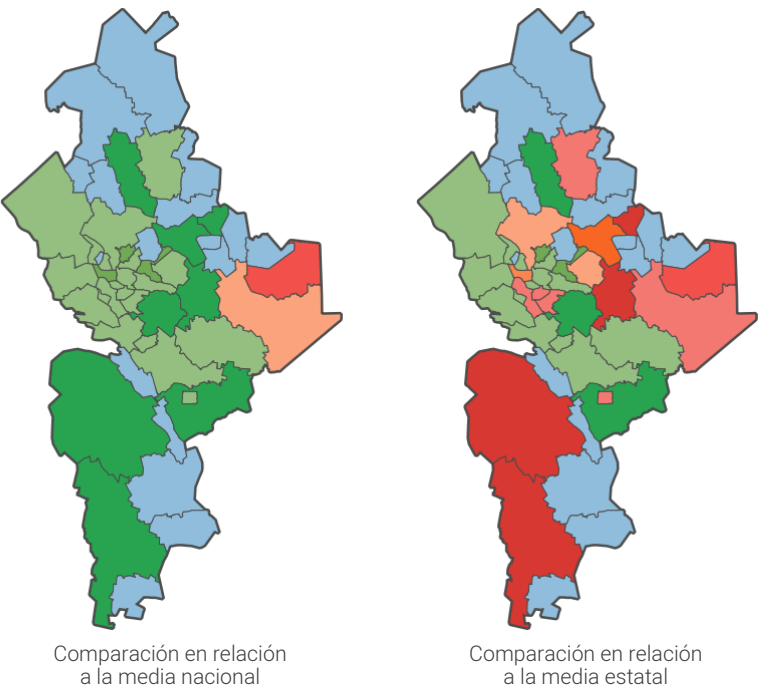 Comparación en relación
a la media nacional
Comparación en relación
a la media estatal